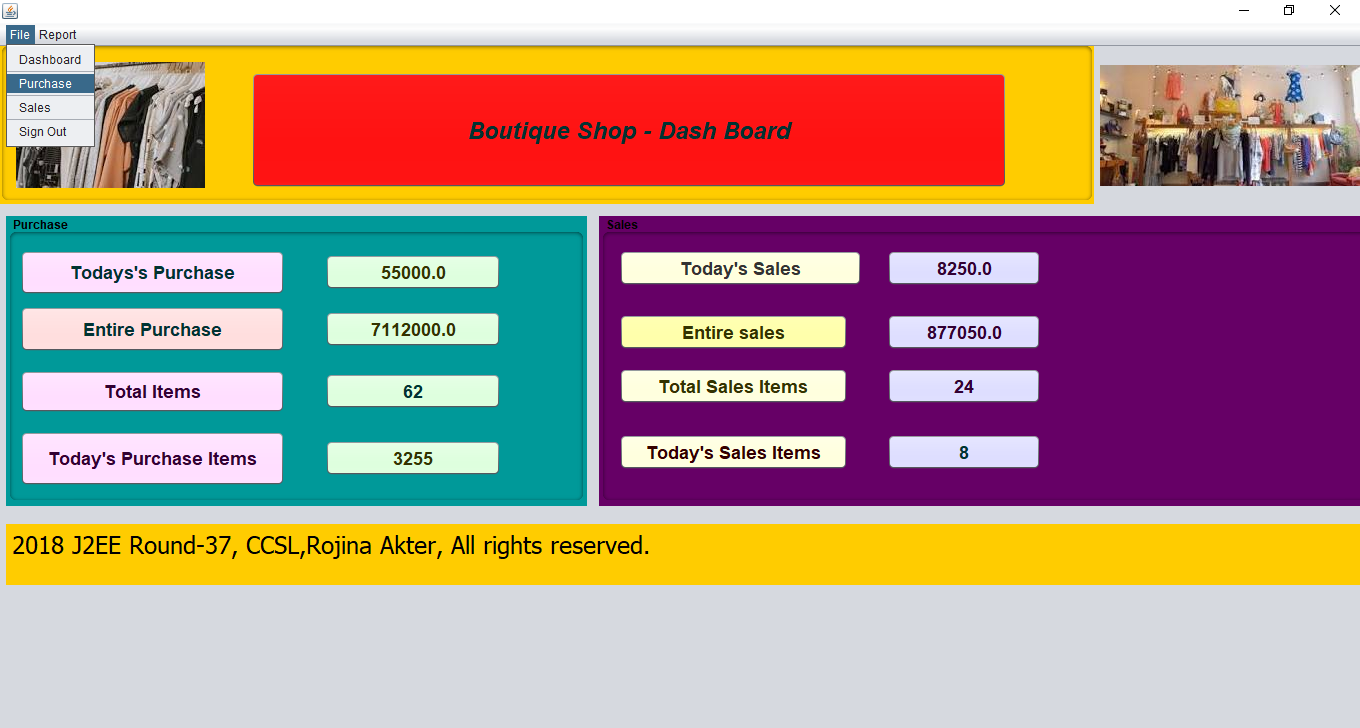 File Report
Dashboard
Purchase
Sales
Sign Out
Boutique Shop - Dash Board
Purchase
Todays's Purchase 55000.0
Entire Purchase 7112000.0
Total Items 62
Today's Purchase Items 3255
Sales
Today's Sales 8250.0
Entire sales 877050.0
Total Sales Items 24
Today's Sales Items 8
2018 J2EE Round-37, CCSL,Rojina Akter, All rights reserved.